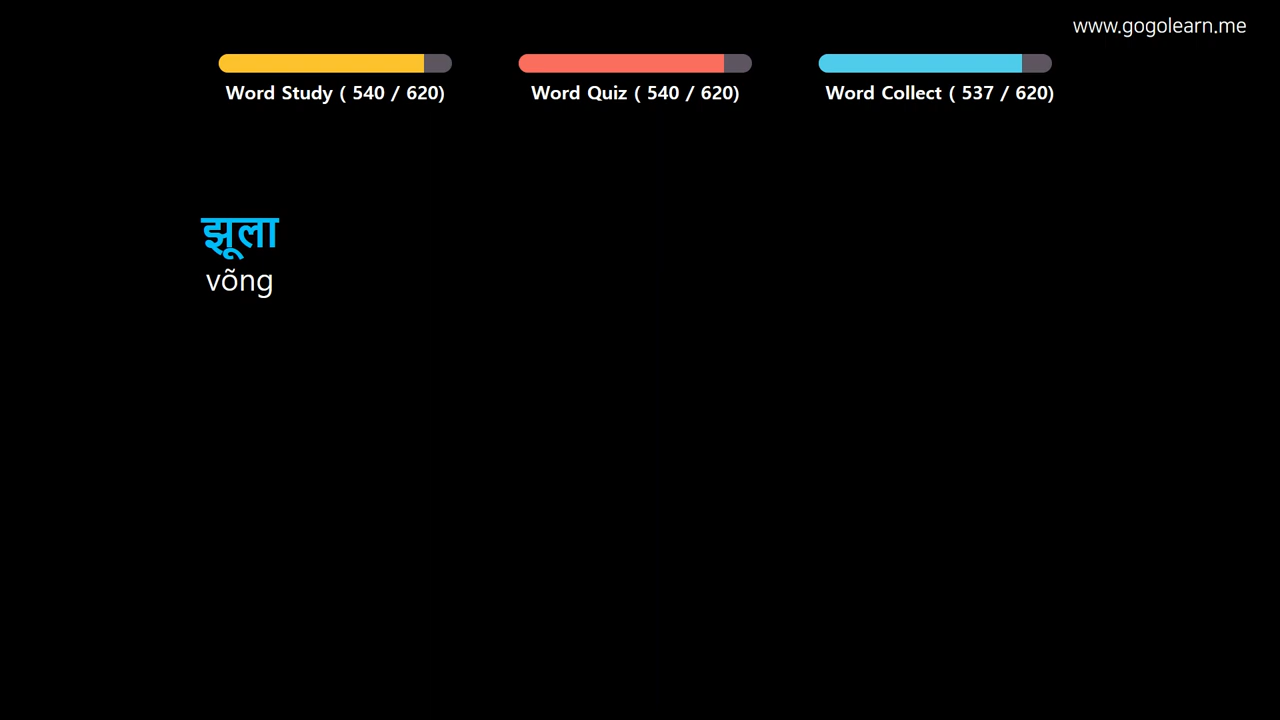 www.gogolearn.me
Word Study ( 540 / 620)
Word Quiz ( 540 / 620)
Word Collect ( 537 / 620)
झूला
võng